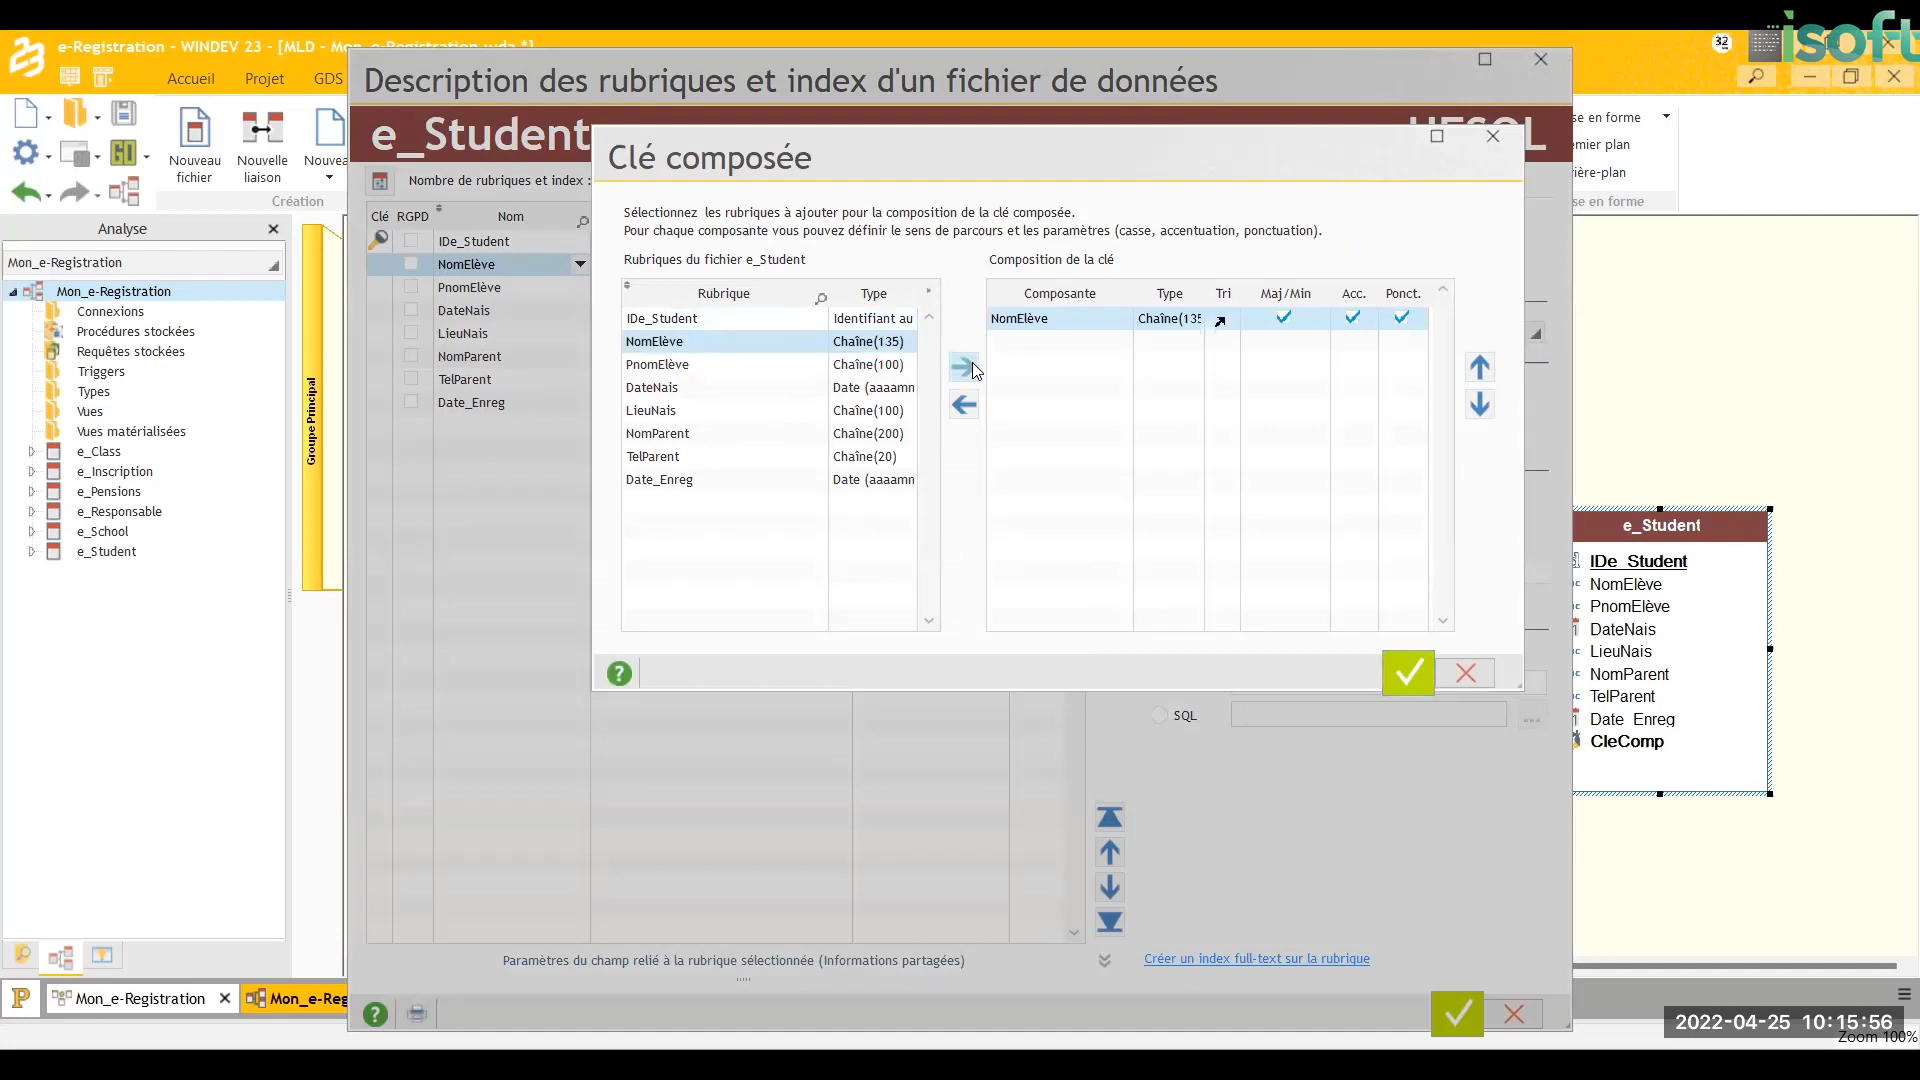 isoft
e-Registration - WINDEV 23 - [MLD - Mon_e-Registration.wda *]
32
Accueil
Projet
GDS
Description des rubriques et index d'un fichier de données
Nouveau fichier
Nouvelle liaison
Création
Analyse
Mon_e-Registration
Mon_e-Registration
Connexions
Procédures stockées
Requêtes stockées
Triggers
Types
Vues
Vues matérialisées
e_Class
e_Inscription
e_Pensions
e_Responsable
e_School
e_Student
Groupe Principal
e_Student
Nombre de rubriques et index :
Clé RGPD Nom
IDe_Student
NomElève
PnomElève
DateNais
LieuNais
NomParent
TelParent
Date_Enreg
Clé composée
Sélectionnez les rubriques à ajouter pour la composition de la clé composée.
Pour chaque composante vous pouvez définir le sens de parcours et les paramètres (casse, accentuation, ponctuation).
Rubriques du fichier e_Student
Rubrique Type
IDe_Student Identifiant au
NomElève Chaîne(135)
PnomElève Chaîne(100)
DateNais Date (aaaamn
LieuNais Chaîne(100)
NomParent Chaîne(200)
TelParent Chaîne(20)
Date_Enreg Date (aaaamn
Composition de la clé
Composante Type Tri Maj/Min Acc. Ponct.
NomElève Chaîne(135
SQL
Paramètres du champ relié à la rubrique sélectionnée (Informations partagées)
Créer un index full-text sur la rubrique
se en forme
emier plan
ière-plan
se en forme
e_Student
IDe_Student
NomElève
PnomElève
DateNais
LieuNais
NomParent
TelParent
Date_Enreg
CleComp
Mon_e-Registration
Mon_e-Reg
2022-04-25 10:15:56
Zoom 100%